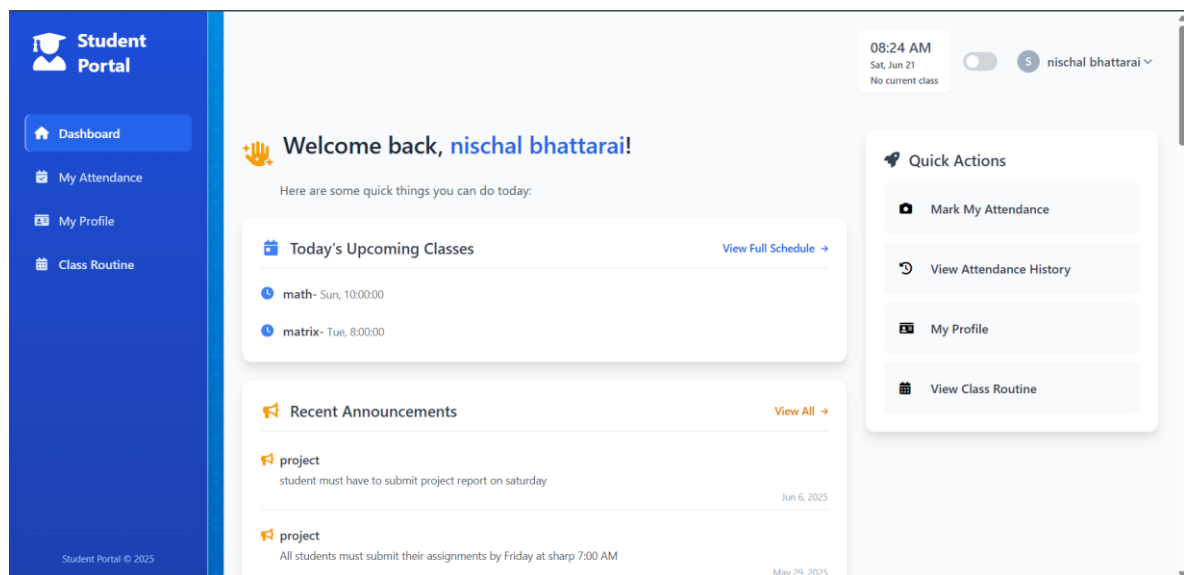 Student
Portal
Dashboard
My Attendance
My Profile
Class Routine
Student Portal © 2025
08:24 AM
Sat, Jun 21
No current class
S
nischal bhattarai
Welcome back, nischal bhattarai!
Here are some quick things you can do today:
Today's Upcoming Classes
View Full Schedule →
math- Sun, 10:00:00
matrix- Tue, 8:00:00
Recent Announcements
View All →
project
student must have to submit project report on saturday
Jun 6, 2025
project
All students must submit their assignments by Friday at sharp 7:00 AM
May 29, 2025
Quick Actions
Mark My Attendance
View Attendance History
My Profile
View Class Routine